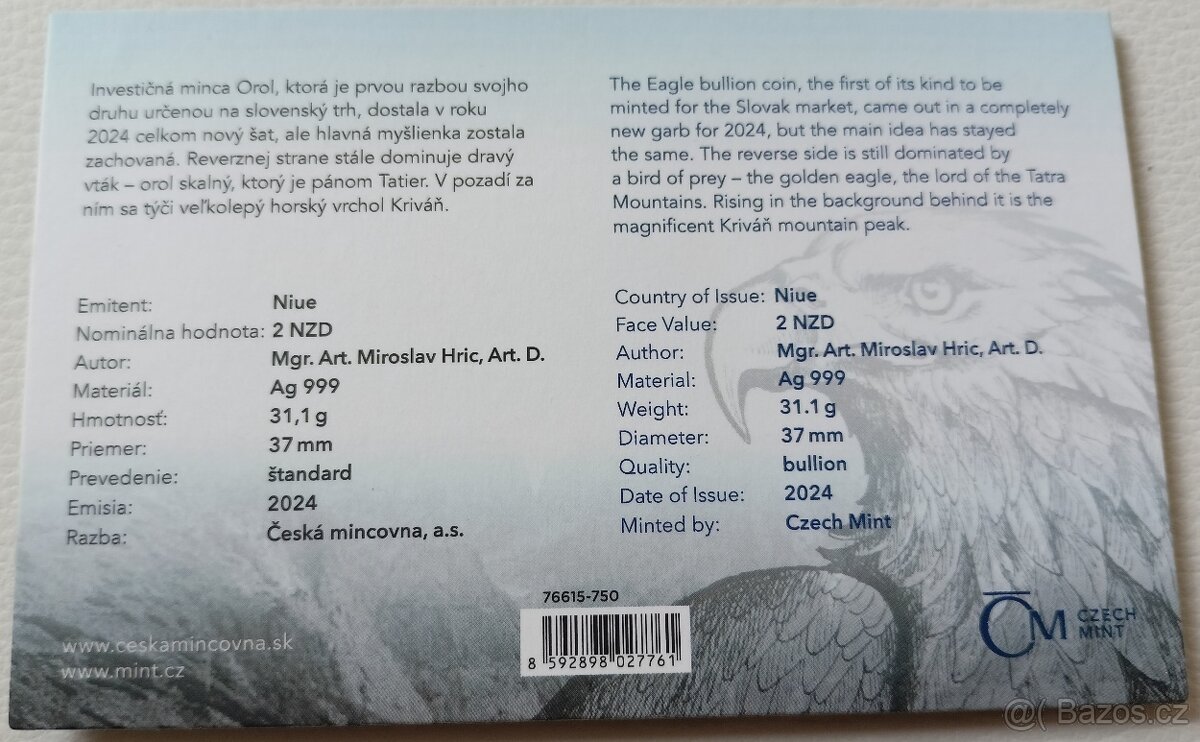 Investičná minca Orol, ktorá je prvou razbou svojho
druhu určenou na slovenský trh, dostala v roku
2024 celkom nový šat, ale hlavná myšlienka zostala
zachovaná. Reverznej strane stále dominuje dravý
vták – orol skalný, ktorý je pánom Tatier. V pozadí za
ním sa týči veľkolepý horský vrchol Kriváň.
Emitent: Niue
Nominálna hodnota: 2 NZD
Autor: Mgr. Art. Miroslav Hric, Art. D.
Materiál: Ag 999
Hmotnosť: 31,1 g
Priemer: 37 mm
Prevedenie: štandard
Emisia: 2024
Razba: Česká mincovna, a.s.
www.ceskamincovna.sk
www.mint.cz
The Eagle bullion coin, the first of its kind to be
minted for the Slovak market, came out in a completely
new garb for 2024, but the main idea has stayed
the same. The reverse side is still dominated by
a bird of prey – the golden eagle, the lord of the Tatra
Mountains. Rising in the background behind it is the
magnificent Kriváň mountain peak.
Country of Issue: Niue
Face Value: 2 NZD
Author: Mgr. Art. Miroslav Hric, Art. D.
Material: Ag 999
Weight: 31.1 g
Diameter: 37 mm
Quality: bullion
Date of Issue: 2024
Minted by: Czech Mint
76615-750
8 592898 027761
ČM CZECH
MINT
@( Bazos.cz